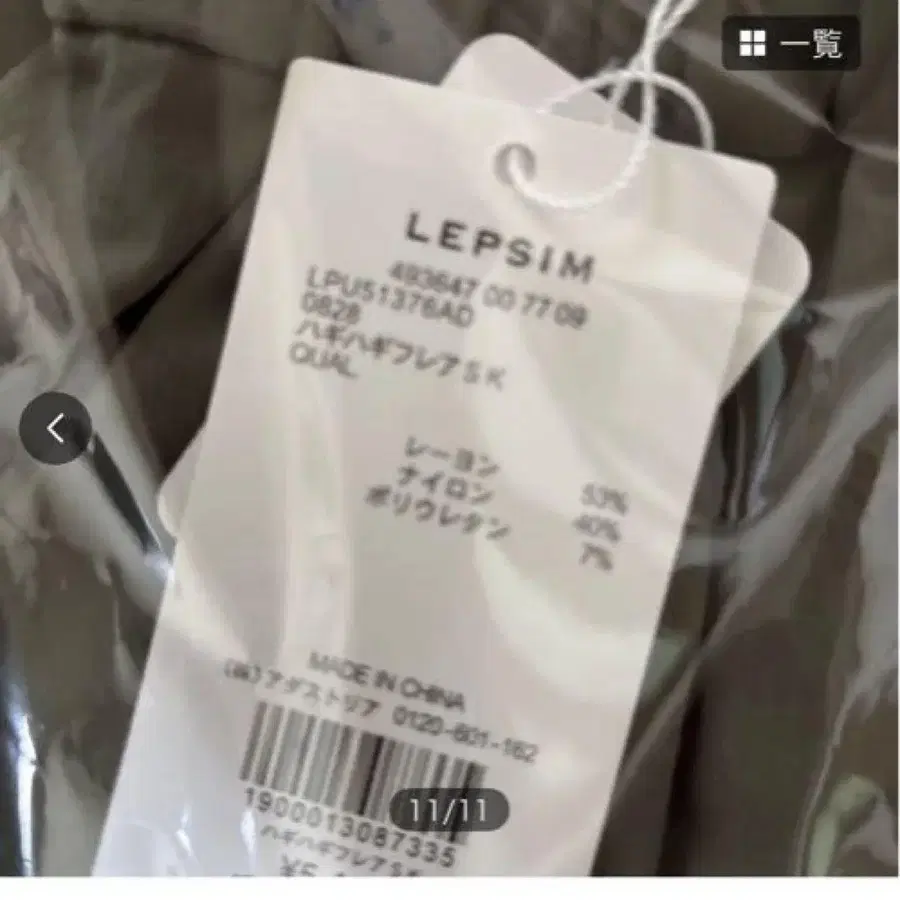 一覧
LEPSIM
493647 00 77 09
LPU51376AD
0828
ハギハギフレアSK
QUAL
レーヨン 53%
ナイロン 40%
ポリウレタン 7%
MADE IN CHINA
(株)アダストリア 0120-601-162
11/11
1900013087335
ハギハギフレアSK